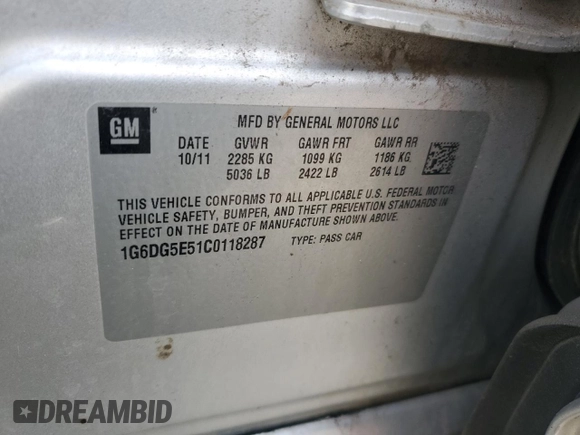 GM
MFD BY GENERAL MOTORS LLC
DATE GVWR GAWR FRT GAWR RR
10/11 2285 KG 1099 KG 1186 KG
5036 LB 2422 LB 2614 LB
THIS VEHICLE CONFORMS TO ALL APPLICABLE U.S. FEDERAL MOTOR
VEHICLE SAFETY, BUMPER, AND THEFT PREVENTION STANDARDS IN
EFFECT ON THE DATE OF MANUFACTURE SHOWN ABOVE.
1G6DG5E51C0118287 TYPE: PASS CAR
DREAMBID